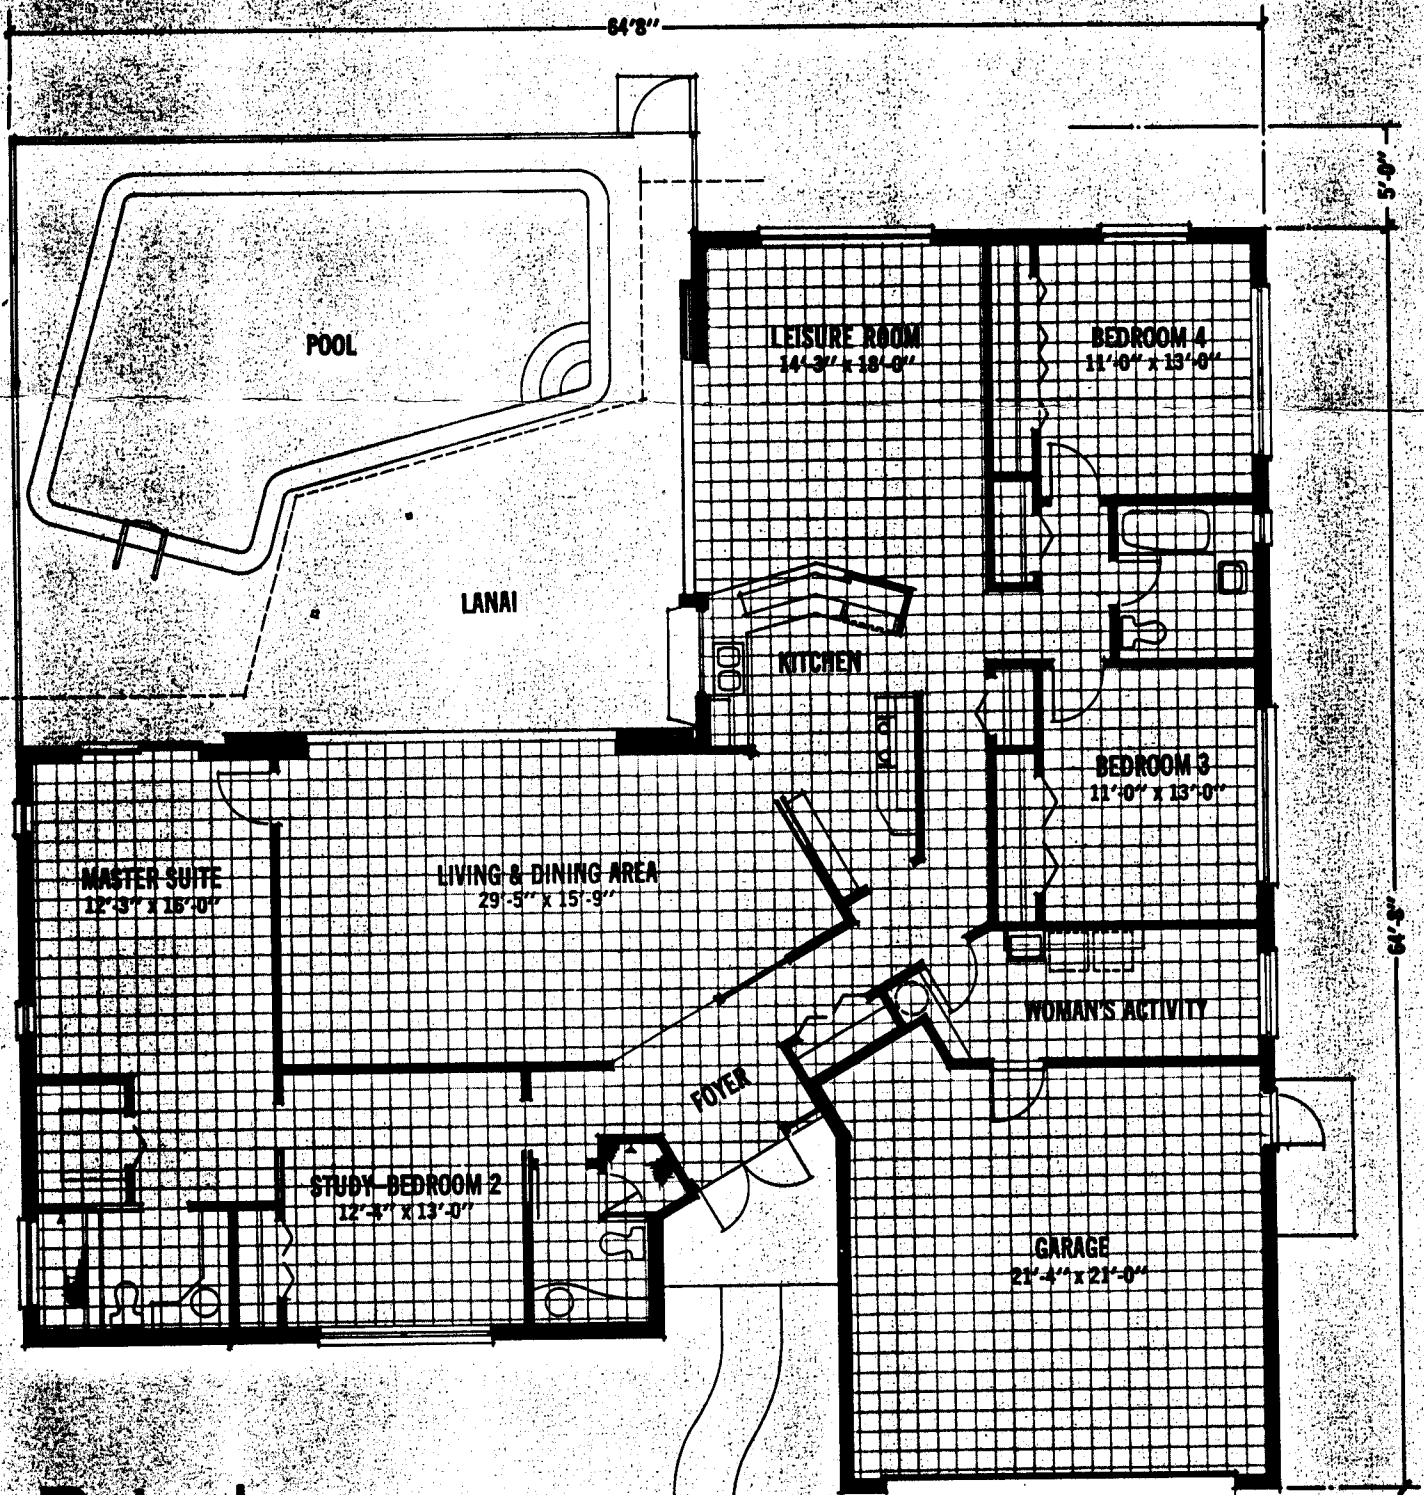 64'8"
5'-0"
POOL
LEISURE ROOM
14'-3" x 18'-0"
BEDROOM 4
11'-0" x 13'-0"
LANAI
KITCHEN
BEDROOM 3
11'-0" x 13'-0"
MASTER SUITE
12'-3" x 16'-0"
LIVING & DINING AREA
29'-5" x 15'-9"
64'-8"
WOMAN'S ACTIVITY
FOYER
STUDY-BEDROOM 2
12'-4" x 13'-0"
GARAGE
21'-4" x 21'-0"